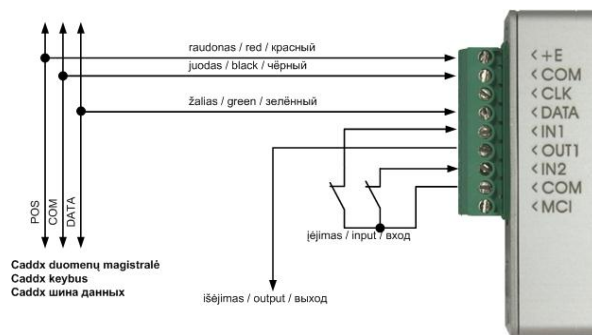 raudonas / red / красный
juodas / black / чёрный
žalias / green / зелённый
< +E
< COM
< CLK
< DATA
< IN1
< OUT1
< IN2
< COM
< MCI
POS
COM
DATA
įėjimas / input / вход
Caddx duomenų magistralė
Caddx keybus
Caddx шина данных
išėjimas / output / выход